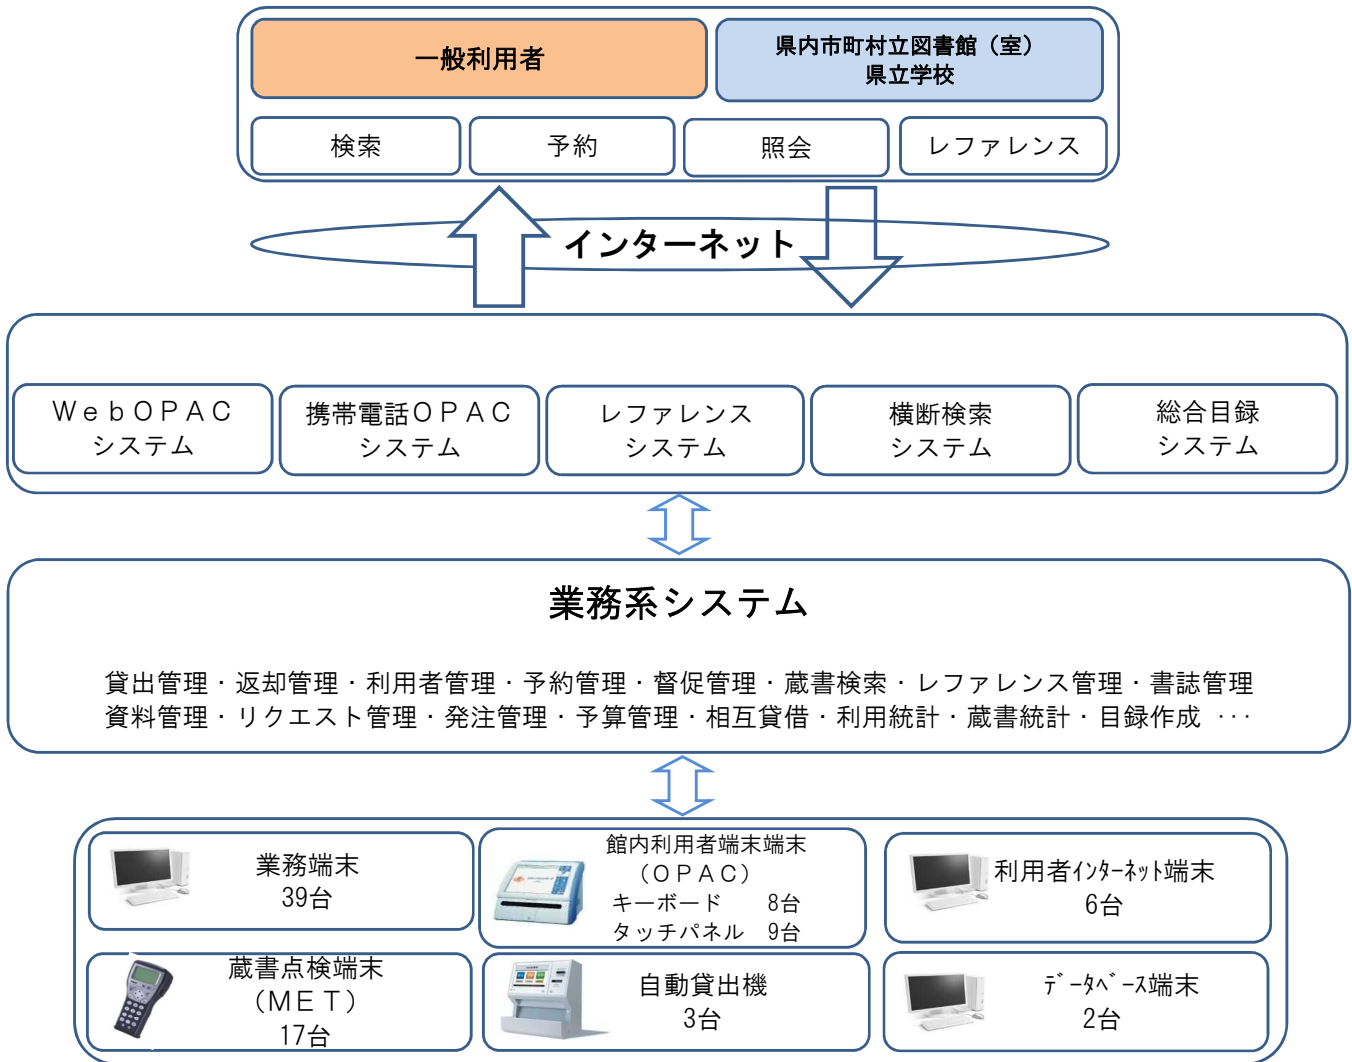 一般利用者
県内市町村立図書館（室）
県立学校
検索
予約
照会
レファレンス
インターネット
ＷｅｂＯＰＡＣ
システム
携帯電話ＯＰＡＣ
システム
レファレンス
システム
横断検索
システム
総合目録
システム
業務系システム
貸出管理・返却管理・利用者管理・予約管理・督促管理・蔵書検索・レファレンス管理・書誌管理
資料管理・リクエスト管理・発注管理・予算管理・相互貸借・利用統計・蔵書統計・目録作成 ･･･
業務端末
39台
館内利用者端末端末
（ＯＰＡＣ）
キーボード　　8台
タッチパネル　9台
利用者ｲﾝﾀｰﾈｯﾄ端末
6台
蔵書点検端末
（ＭＥＴ）
17台
自動貸出機
3台
ﾃﾞｰﾀﾍﾞｰｽ端末
2台